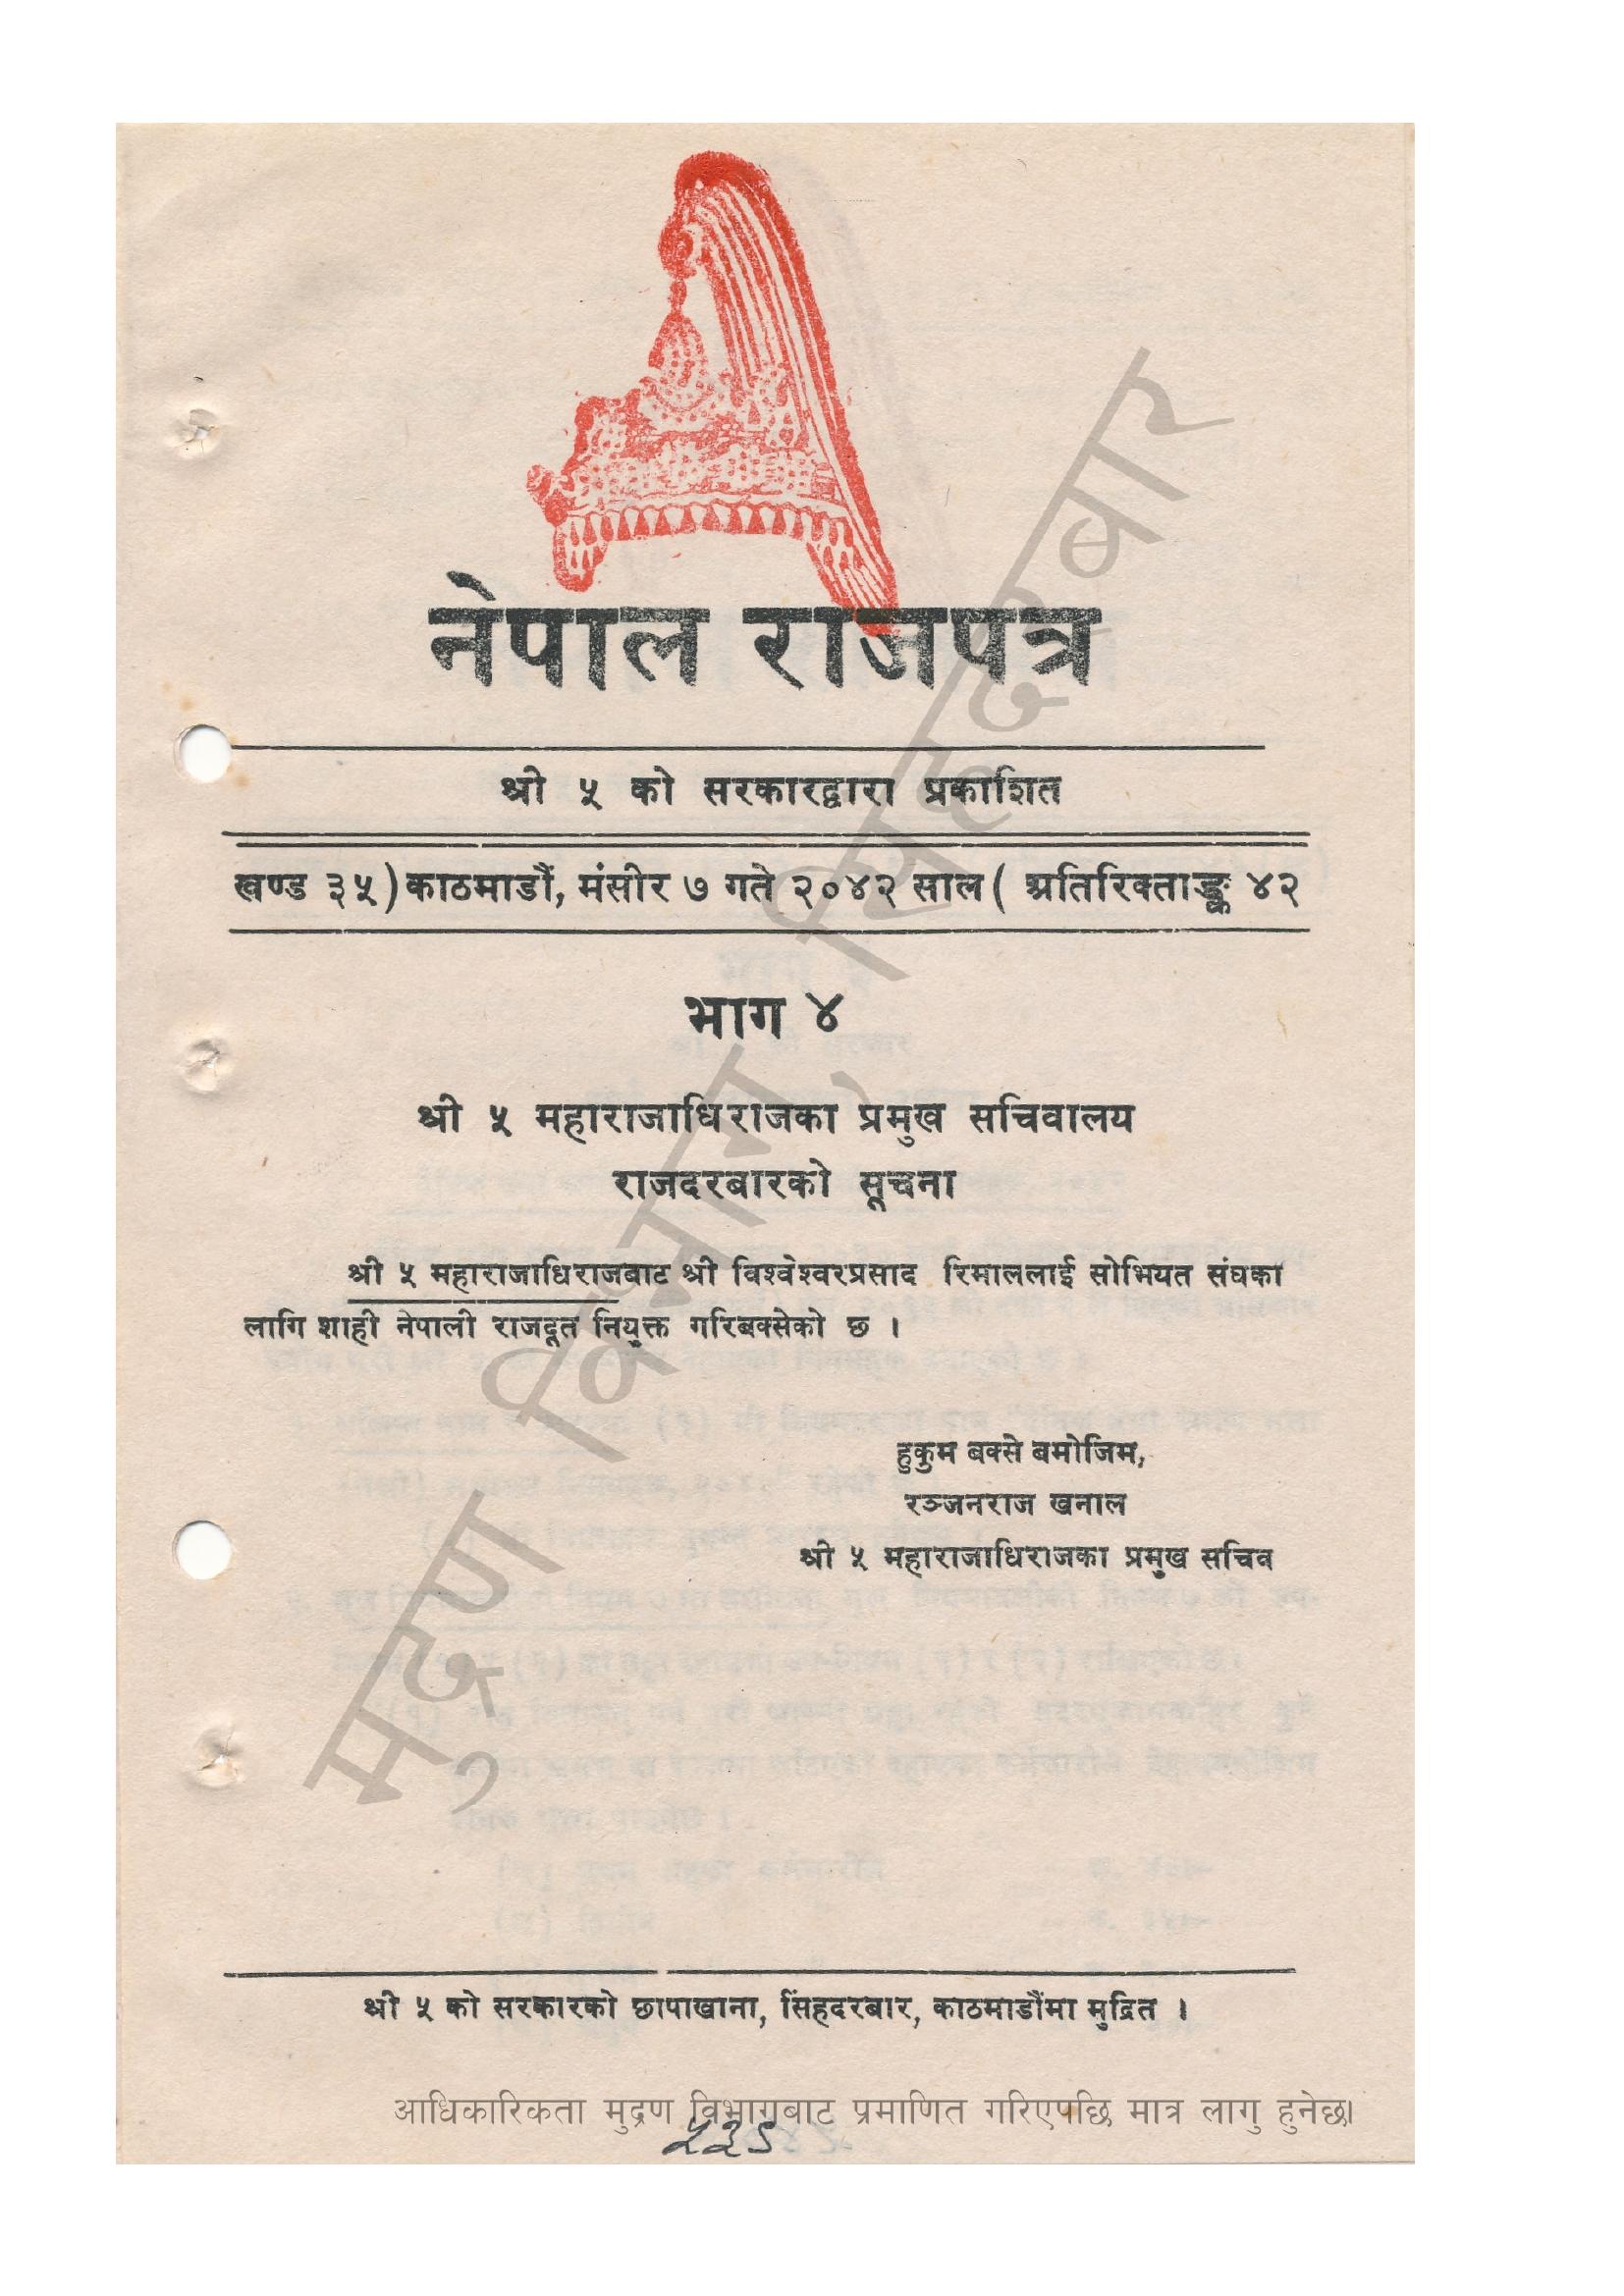 नेपाल राजपत्र
श्री ५ को सरकारद्वारा प्रकाशित
खण्ड ३५) काठमाडौं, मंसीर ७ गते २०४२ साल ( अतिरिक्ताङ्क ४२
भाग ४
श्री ५ महाराजाधिराजका प्रमुख सचिवालय
राजदरबारको सूचना
श्री ५ महाराजाधिराजबाट श्री विश्वेश्वरप्रसाद रिमाललाई सोभियत संघका
लागि शाही नेपाली राजदूत नियुक्त गरिबक्सेको छ ।
हुकुम बक्से बमोजिम,
रञ्जनराज खनाल
श्री ५ महाराजाधिराजका प्रमुख सचिव
मुद्रण विभाग, सिंहदरबार
श्री ५ को सरकारको छापाखाना, सिंहदरबार, काठमाडौंमा मुद्रित ।
आधिकारिकता मुद्रण विभागबाट प्रमाणित गरिएपछि मात्र लागु हुनेछ।